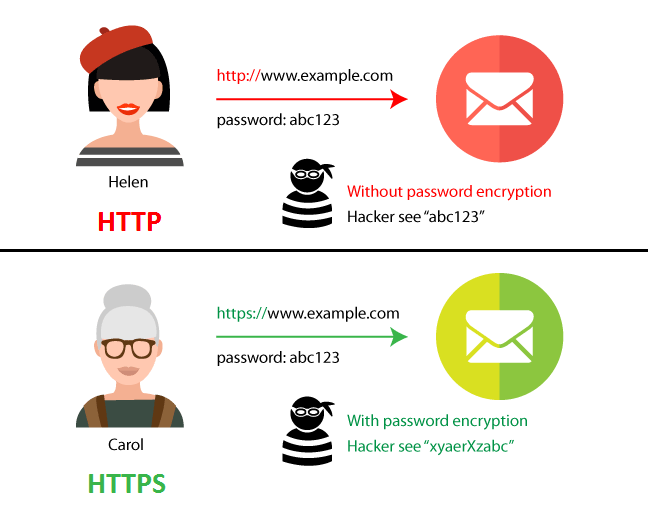 http://www.example.com
password: abc123
Helen
HTTP
Without password encryption
Hacker see “abc123”
https://www.example.com
password: abc123
Carol
HTTPS
With password encryption
Hacker see “xyaerXzabc”